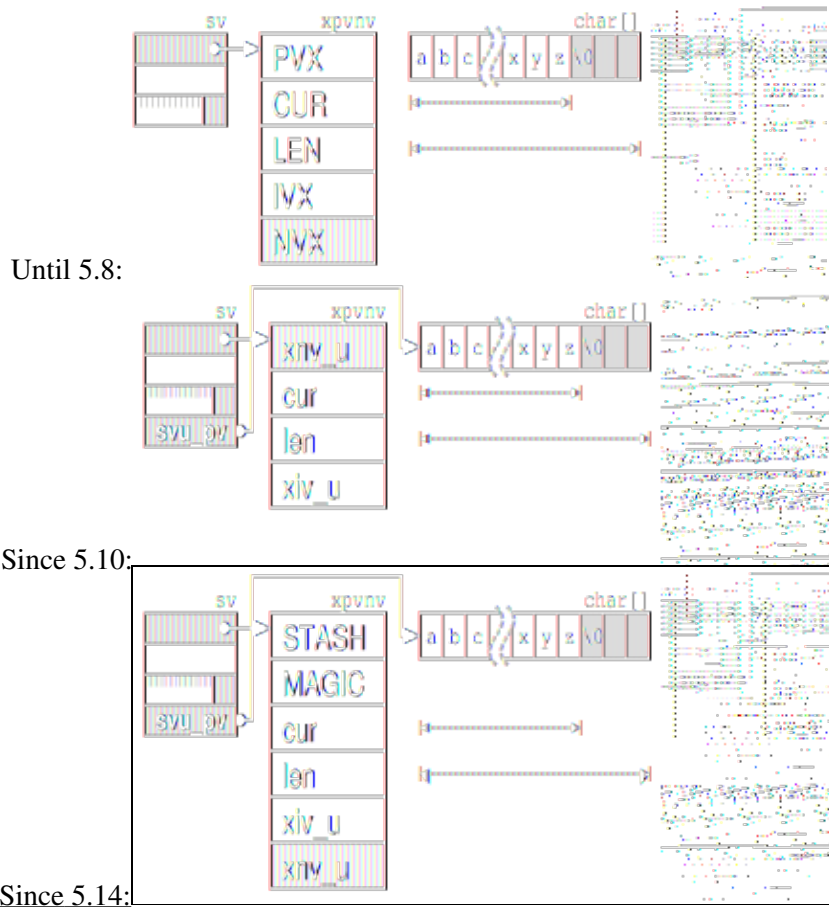 sv xpvnv char[]
PVX a b c x y z \0
CUR
LEN
IVX
NVX
Until 5.8:
sv xpvnv char[]
xnv_u a b c x y z \0
cur
svu_pv len
xiv_u
Since 5.10:
sv xpvnv char[]
STASH a b c x y z \0
MAGIC
svu_pv cur
len
xiv_u
xnv_u
Since 5.14: